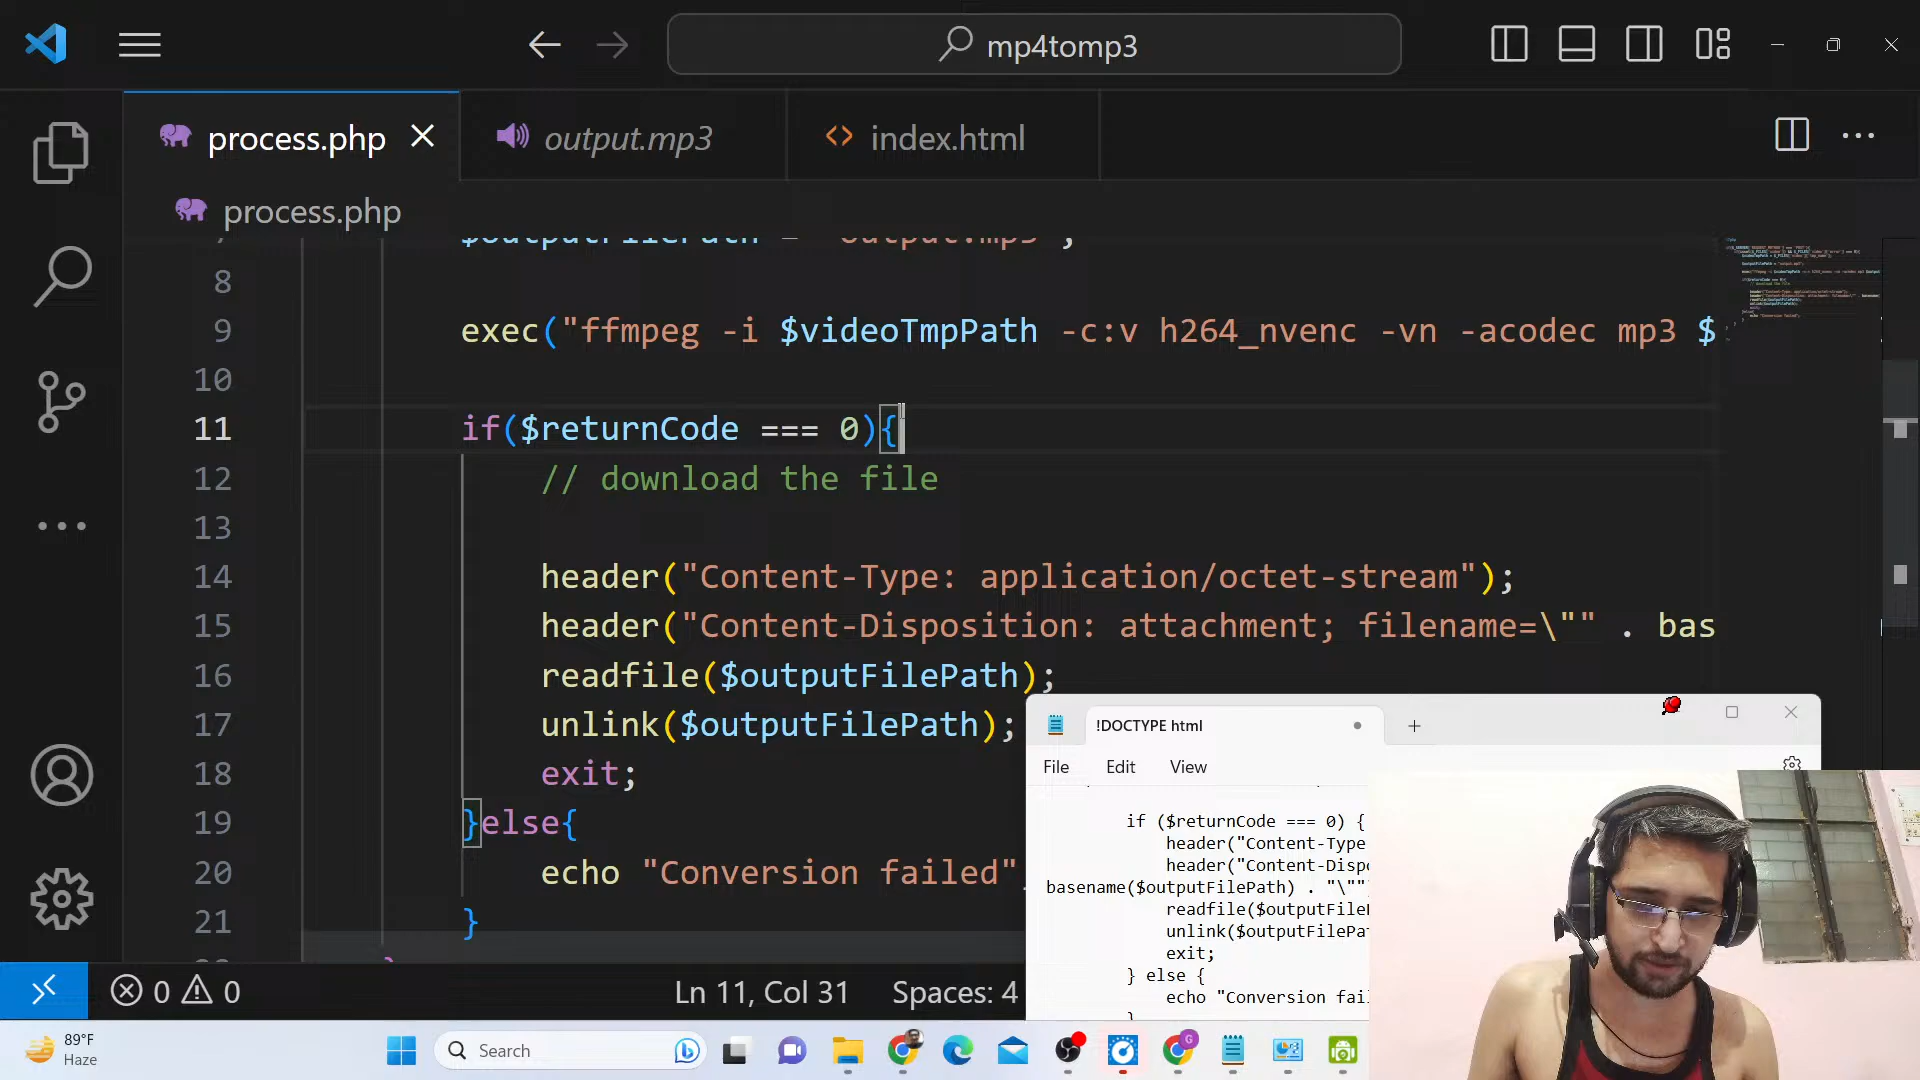 mp4tomp3
process.php
output.mp3
index.html
process.php
7 $outputFilePath = "output.mp3";
8
9 exec("ffmpeg -i $videoTmpPath -c:v h264_nvenc -vn -acodec mp3 $
10
11 if($returnCode === 0){
12 // download the file
13
14 header("Content-Type: application/octet-stream");
15 header("Content-Disposition: attachment; filename=\"" . bas
16 readfile($outputFilePath);
17 unlink($outputFilePath);
18 exit;
19 }else{
20 echo "Conversion failed"
21 }
!DOCTYPE html
File Edit View
if ($returnCode === 0) {
header("Content-Type
header("Content-Disp
basename($outputFilePath) . "\""
readfile($outputFile
unlink($outputFilePa
exit;
} else {
echo "Conversion fai
}
0 0
Ln 11, Col 31
Spaces: 4
89°F
Haze
Search